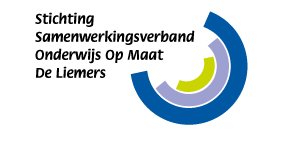 Stichting
Samenwerkingsverband
Onderwijs Op Maat
De Liemers